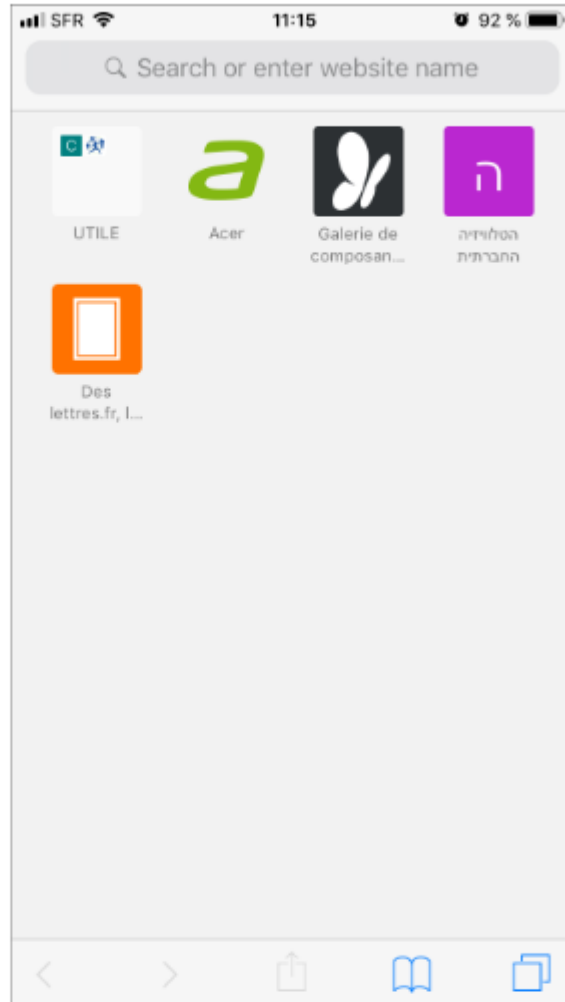 SFR 11:15 92 %
Search or enter website name
C
ה
UTILE Acer Galerie de הטלוויזיה
composan... החברתית
Des
lettres.fr, l...